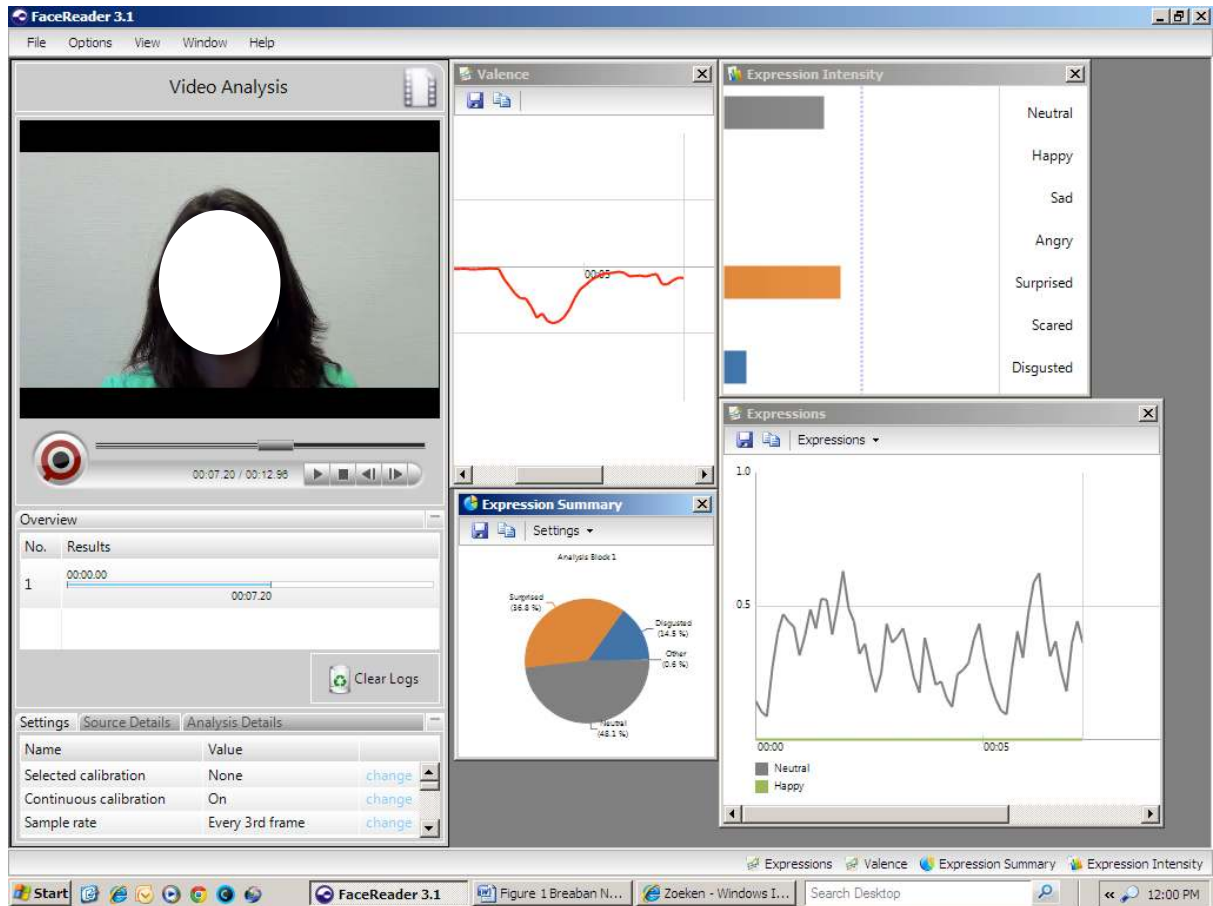 FaceReader 3.1
File Options View Window Help
Video Analysis
00:07.20 / 00:12.96
Overview
No. Results
1 00:00.00
00:07.20
Clear Logs
Settings Source Details Analysis Details
Name Value
Selected calibration None change
Continuous calibration On change
Sample rate Every 3rd frame change
Valence
00:05
Expression Summary
Settings
Analysis Block 1
Surprised
(36.8 %)
Disgusted
(14.5 %)
Other
(0.6 %)
Neutral
(48.1 %)
Expression Intensity
Neutral
Happy
Sad
Angry
Surprised
Scared
Disgusted
Expressions
Expressions
1.0
0.5
00:00 00:05
Neutral
Happy
Expressions Valence Expression Summary Expression Intensity
Start FaceReader 3.1 Figure 1 Breaban N... Zoeken - Windows I... Search Desktop « 12:00 PM